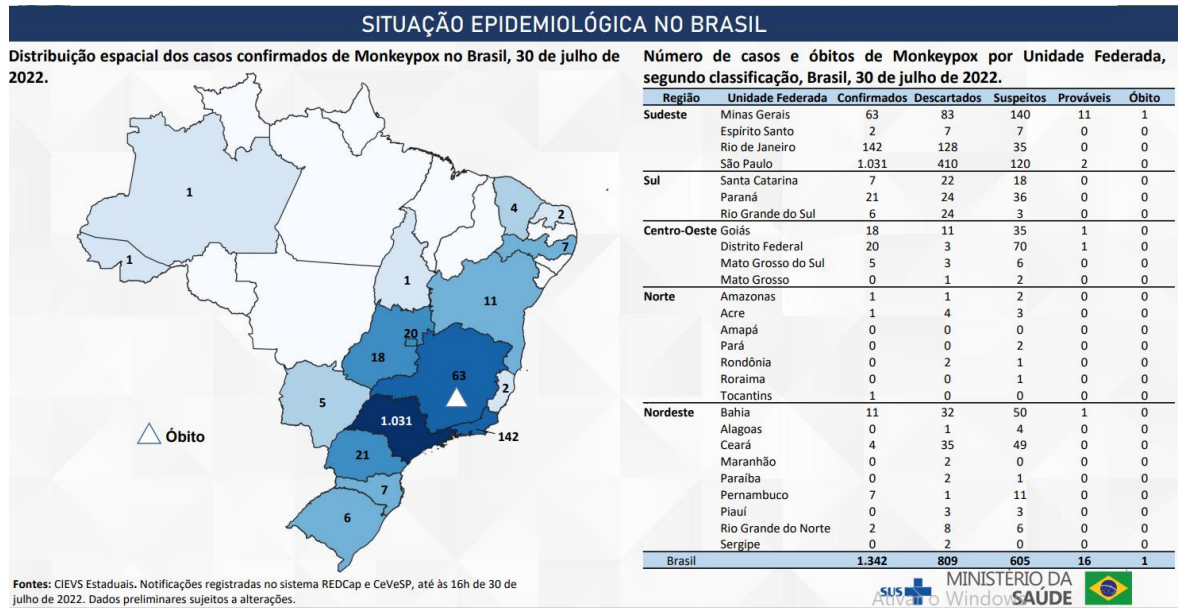 SITUAÇÃO EPIDEMIOLÓGICA NO BRASIL
Distribuição espacial dos casos confirmados de Monkeypox no Brasil, 30 de julho de
2022.
1
1
4
2
7
1
11
20
18
63
2
5
1.031
142
21
7
6
Óbito
Fontes: CIEVS Estaduais. Notificações registradas no sistema REDCap e CeVeSP, até às 16h de 30 de
julho de 2022. Dados preliminares sujeitos a alterações.
Número de casos e óbitos de Monkeypox por Unidade Federada,
segundo classificação, Brasil, 30 de julho de 2022.
Região Unidade Federada Confirmados Descartados Suspeitos Prováveis Óbito
Sudeste Minas Gerais 63 83 140 11 1
Espírito Santo 2 7 7 0 0
Rio de Janeiro 142 128 35 0 0
São Paulo 1.031 410 120 2 0
Sul Santa Catarina 7 22 18 0 0
Paraná 21 24 36 0 0
Rio Grande do Sul 6 24 3 0 0
Centro-Oeste Goiás 18 11 35 1 0
Distrito Federal 20 3 70 1 0
Mato Grosso do Sul 5 3 6 0 0
Mato Grosso 0 1 2 0 0
Norte Amazonas 1 1 2 0 0
Acre 1 4 3 0 0
Amapá 0 0 0 0 0
Pará 0 0 2 0 0
Rondônia 0 2 1 0 0
Roraima 0 0 1 0 0
Tocantins 1 0 0 0 0
Nordeste Bahia 11 32 50 1 0
Alagoas 0 1 4 0 0
Ceará 4 35 49 0 0
Maranhão 0 2 0 0 0
Paraíba 0 2 1 0 0
Pernambuco 7 1 11 0 0
Piauí 0 3 3 0 0
Rio Grande do Norte 2 8 6 0 0
Sergipe 0 2 0 0 0
Brasil 1.342 809 605 16 1
SUS
MINISTÉRIO DA
SAÚDE
Ativar o Windows